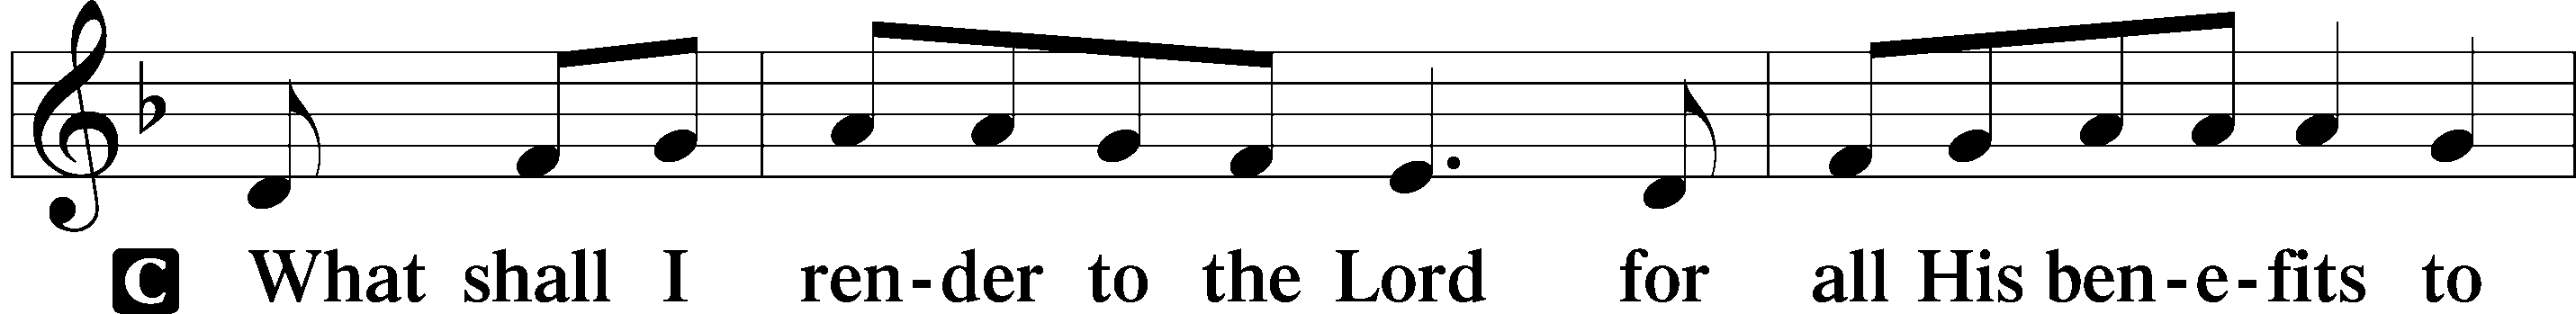 C What shall I ren-der to the Lord for all His ben-e-fits to